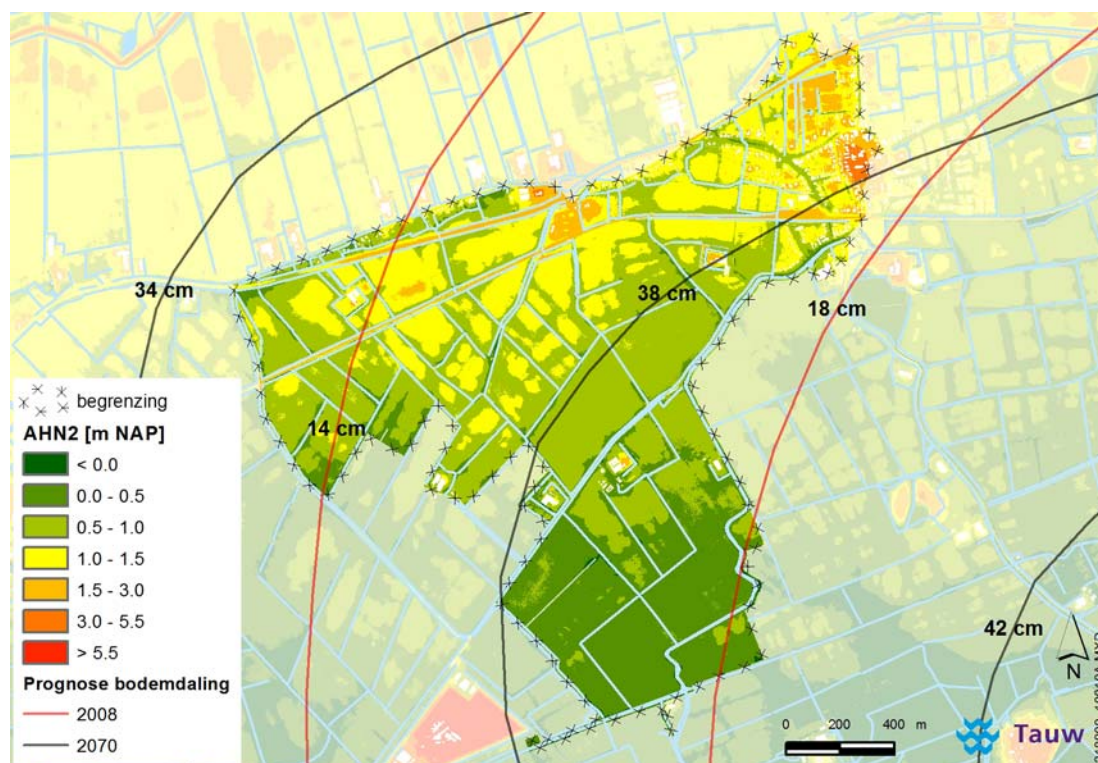 34 cm
38 cm
18 cm
14 cm
42 cm
begrenzing
AHN2 [m NAP]
< 0.0
0.0 - 0.5
0.5 - 1.0
1.0 - 1.5
1.5 - 3.0
3.0 - 5.5
> 5.5
Prognose bodemdaling
2008
2070
N
0 200 400 m
Tauw